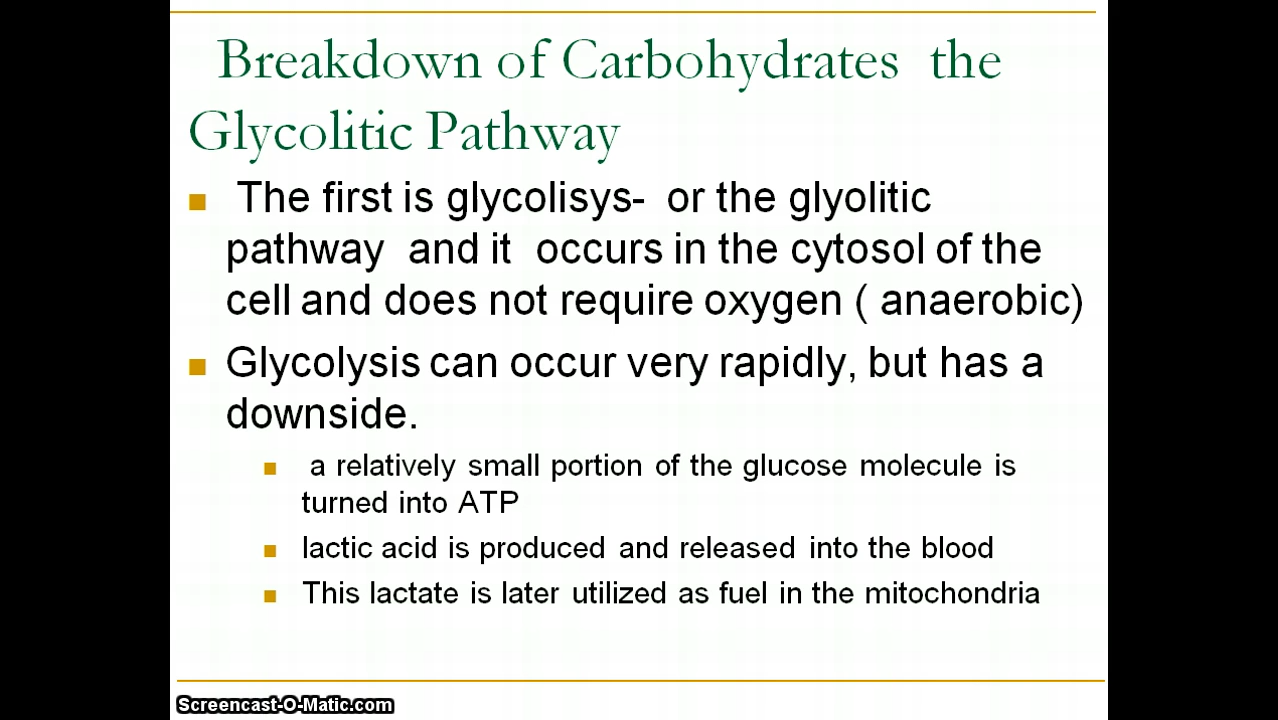 Breakdown of Carbohydrates the
Glycolitic Pathway
The first is glycolisys- or the glyolitic
pathway and it occurs in the cytosol of the
cell and does not require oxygen ( anaerobic)
Glycolysis can occur very rapidly, but has a
downside.
a relatively small portion of the glucose molecule is
turned into ATP
lactic acid is produced and released into the blood
This lactate is later utilized as fuel in the mitochondria
Screencast-O-Matic.com